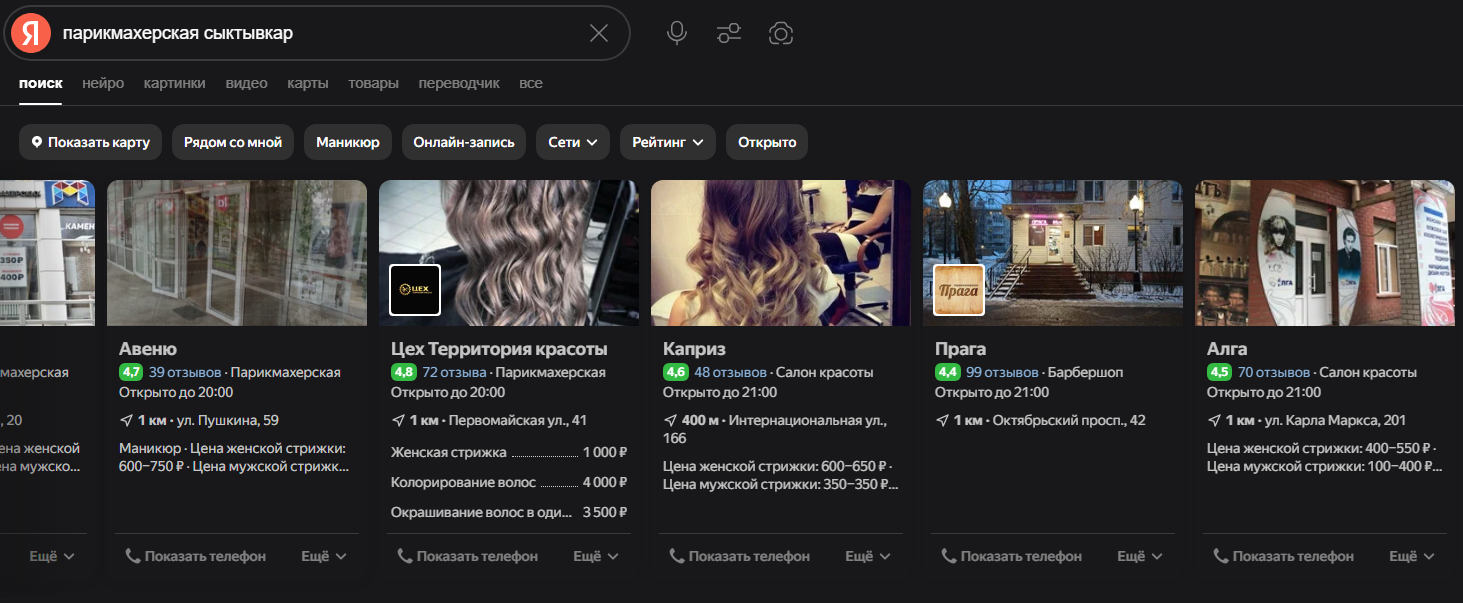 Я
парикмахерская сыктывкар
поиск нейро картинки видео карты товары переводчик все
Показать карту Рядом со мной Маникюр Онлайн-запись Сети Рейтинг Открыто
КАМЕН
350₽
400₽
махерская
, 20
ена женской
на мужско...
Ещё
Авеню
4,7 39 отзывов · Парикмахерская
Открыто до 20:00
1 км · ул. Пушкина, 59
Маникюр · Цена женской стрижки:
600–750 ₽ · Цена мужской стрижк...
Показать телефон Ещё
ЦЕХ
Цех Территория красоты
4,8 72 отзыва · Парикмахерская
Открыто до 20:00
1 км · Первомайская ул., 41
Женская стрижка 1 000 ₽
Колорирование волос 4 000 ₽
Окрашивание волос в оди... 3 500 ₽
Показать телефон Ещё
Каприз
4,6 48 отзывов · Салон красоты
Открыто до 21:00
400 м · Интернациональная ул.,
166
Цена женской стрижки: 600–650 ₽ ·
Цена мужской стрижки: 350–350 ₽...
Показать телефон Ещё
Прага
Прага
4,4 99 отзывов · Барбершоп
Открыто до 21:00
1 км · Октябрьский просп., 42
Показать телефон Ещё
ЛГА
Алга
4,5 70 отзывов · Салон красоты
Открыто до 21:00
1 км · ул. Карла Маркса, 201
Цена женской стрижки: 400–550 ₽ ·
Цена мужской стрижки: 100–400 ₽...
Показать телефон Ещё